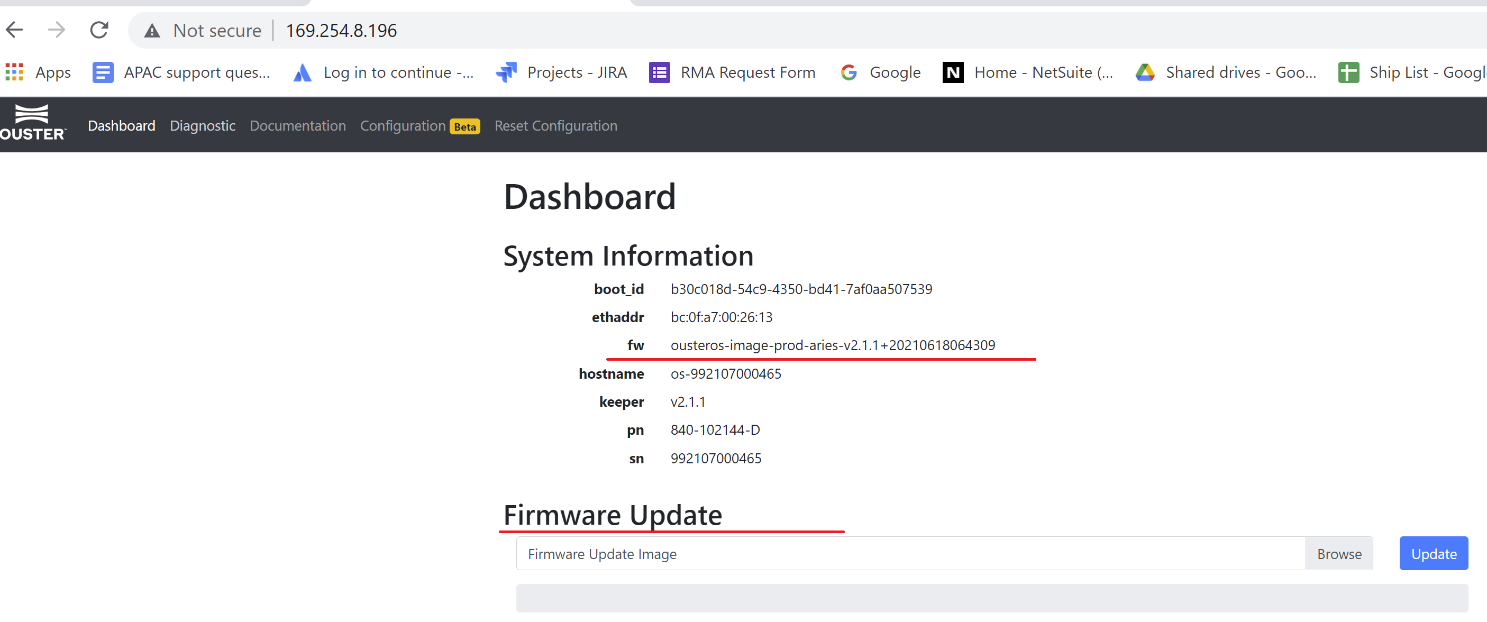 Not secure 169.254.8.196
Apps APAC support ques... Log in to continue -... Projects - JIRA RMA Request Form Google Home - NetSuite (... Shared drives - Goo... Ship List - Googl
OUSTER Dashboard Diagnostic Documentation Configuration Beta Reset Configuration
Dashboard
System Information
boot_id b30c018d-54c9-4350-bd41-7af0aa507539
ethaddr bc:0f:a7:00:26:13
fw ousteros-image-prod-aries-v2.1.1+20210618064309
hostname os-992107000465
keeper v2.1.1
pn 840-102144-D
sn 992107000465
Firmware Update
Firmware Update Image Browse Update